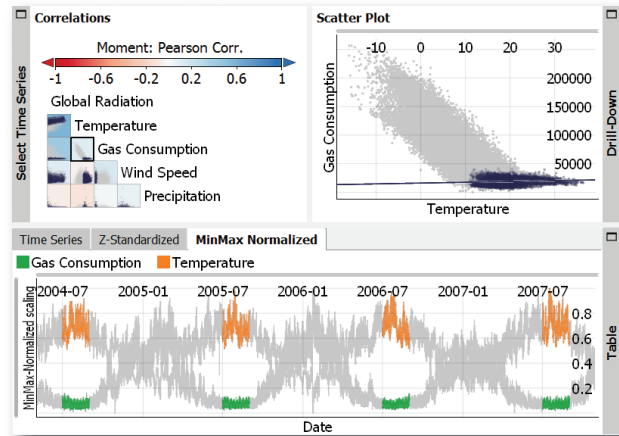 Select Time Series
Correlations
Moment: Pearson Corr.
-1 -0.6 -0.2 0.2 0.6 1
Global Radiation
Temperature
Gas Consumption
Wind Speed
Precipitation
Scatter Plot
-10 0 10 20 30
200000
150000
100000
50000
Gas Consumption
Temperature
Drill-Down
Time Series Z-Standardized MinMax Normalized
Gas Consumption Temperature
2004-07 2005-01 2005-07 2006-01 2006-07 2007-01 2007-07
0.8
0.6
0.4
0.2
MinMax-Normalized scaling
Date
Table